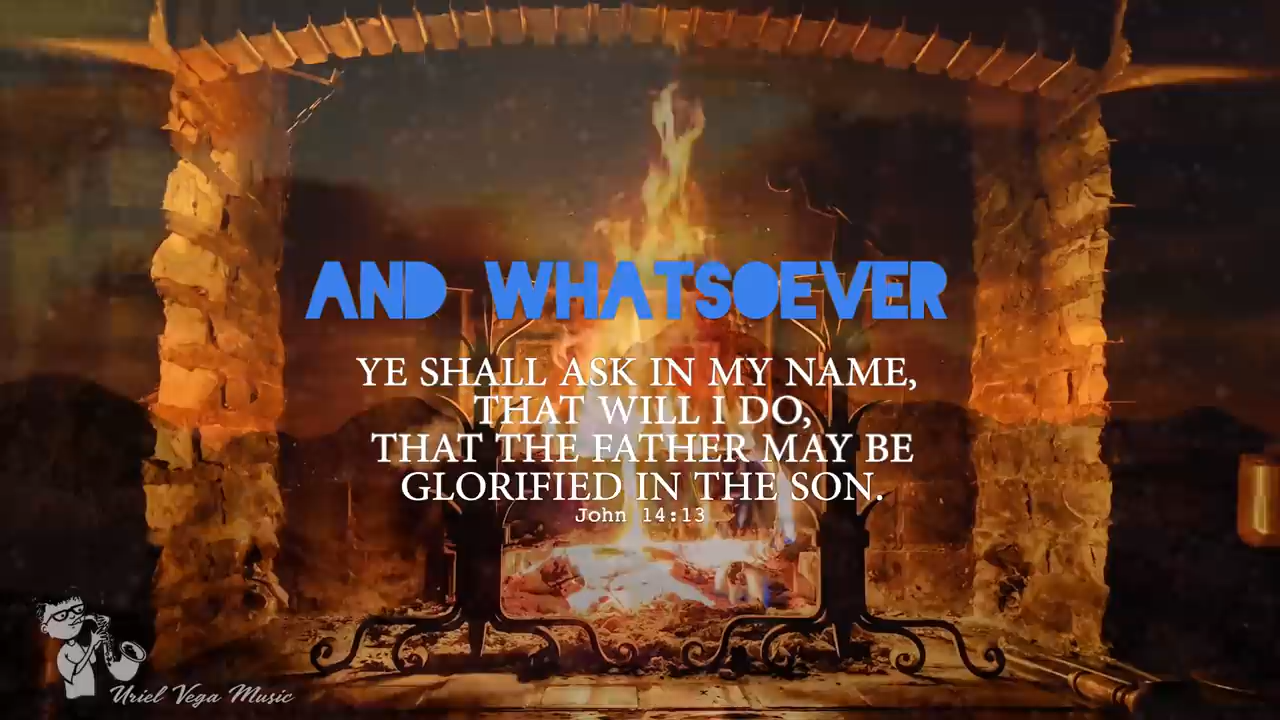 AND WHATSOEVER
YE SHALL ASK IN MY NAME,
THAT WILL I DO,
THAT THE FATHER MAY BE
GLORIFIED IN THE SON.
John 14:13
Uriel Vega Music